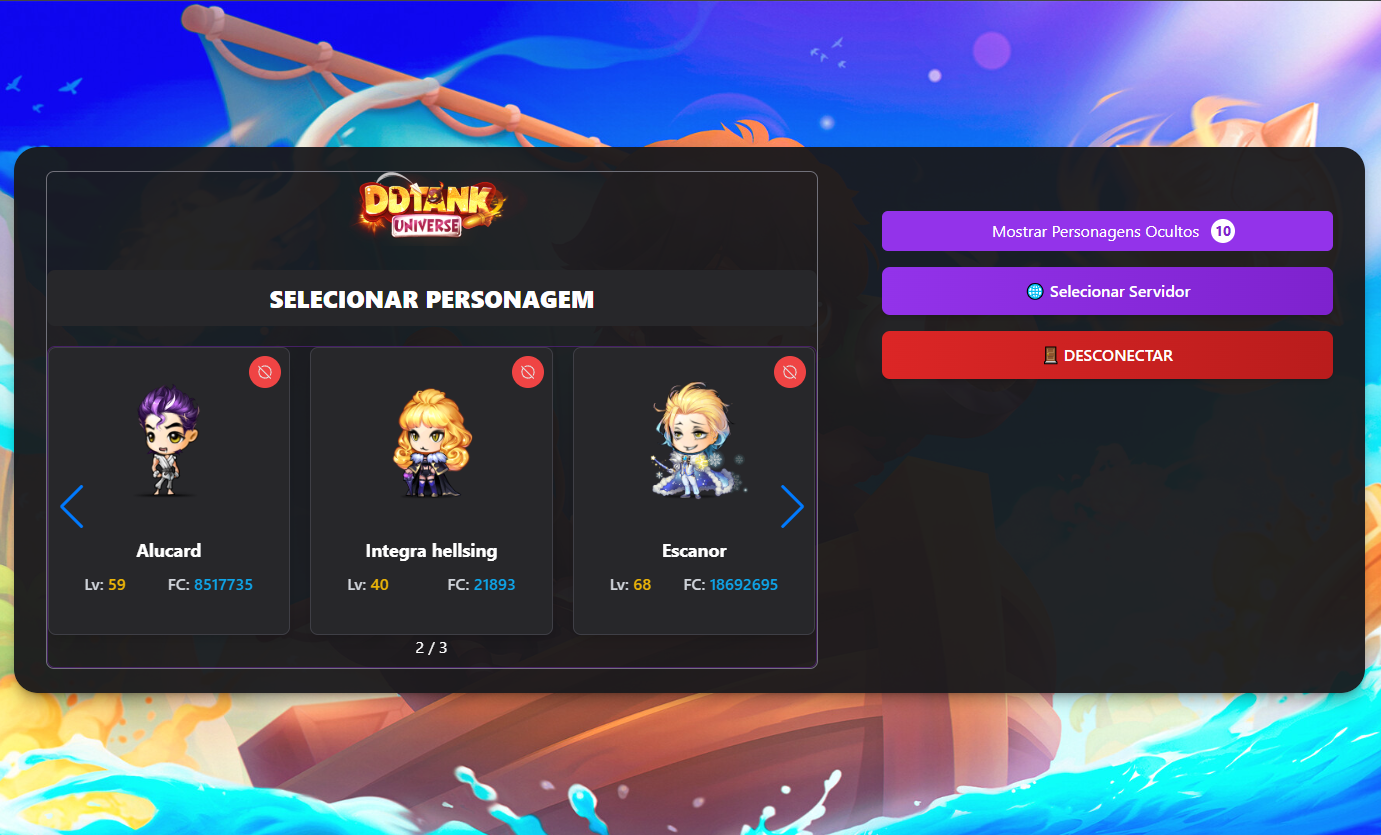 DDTANK
UNIVERSE
SELECIONAR PERSONAGEM
Alucard
Lv: 59 FC: 8517735
Integra hellsing
Lv: 40 FC: 21893
Escanor
Lv: 68 FC: 18692695
2 / 3
Mostrar Personagens Ocultos 10
Selecionar Servidor
DESCONECTAR